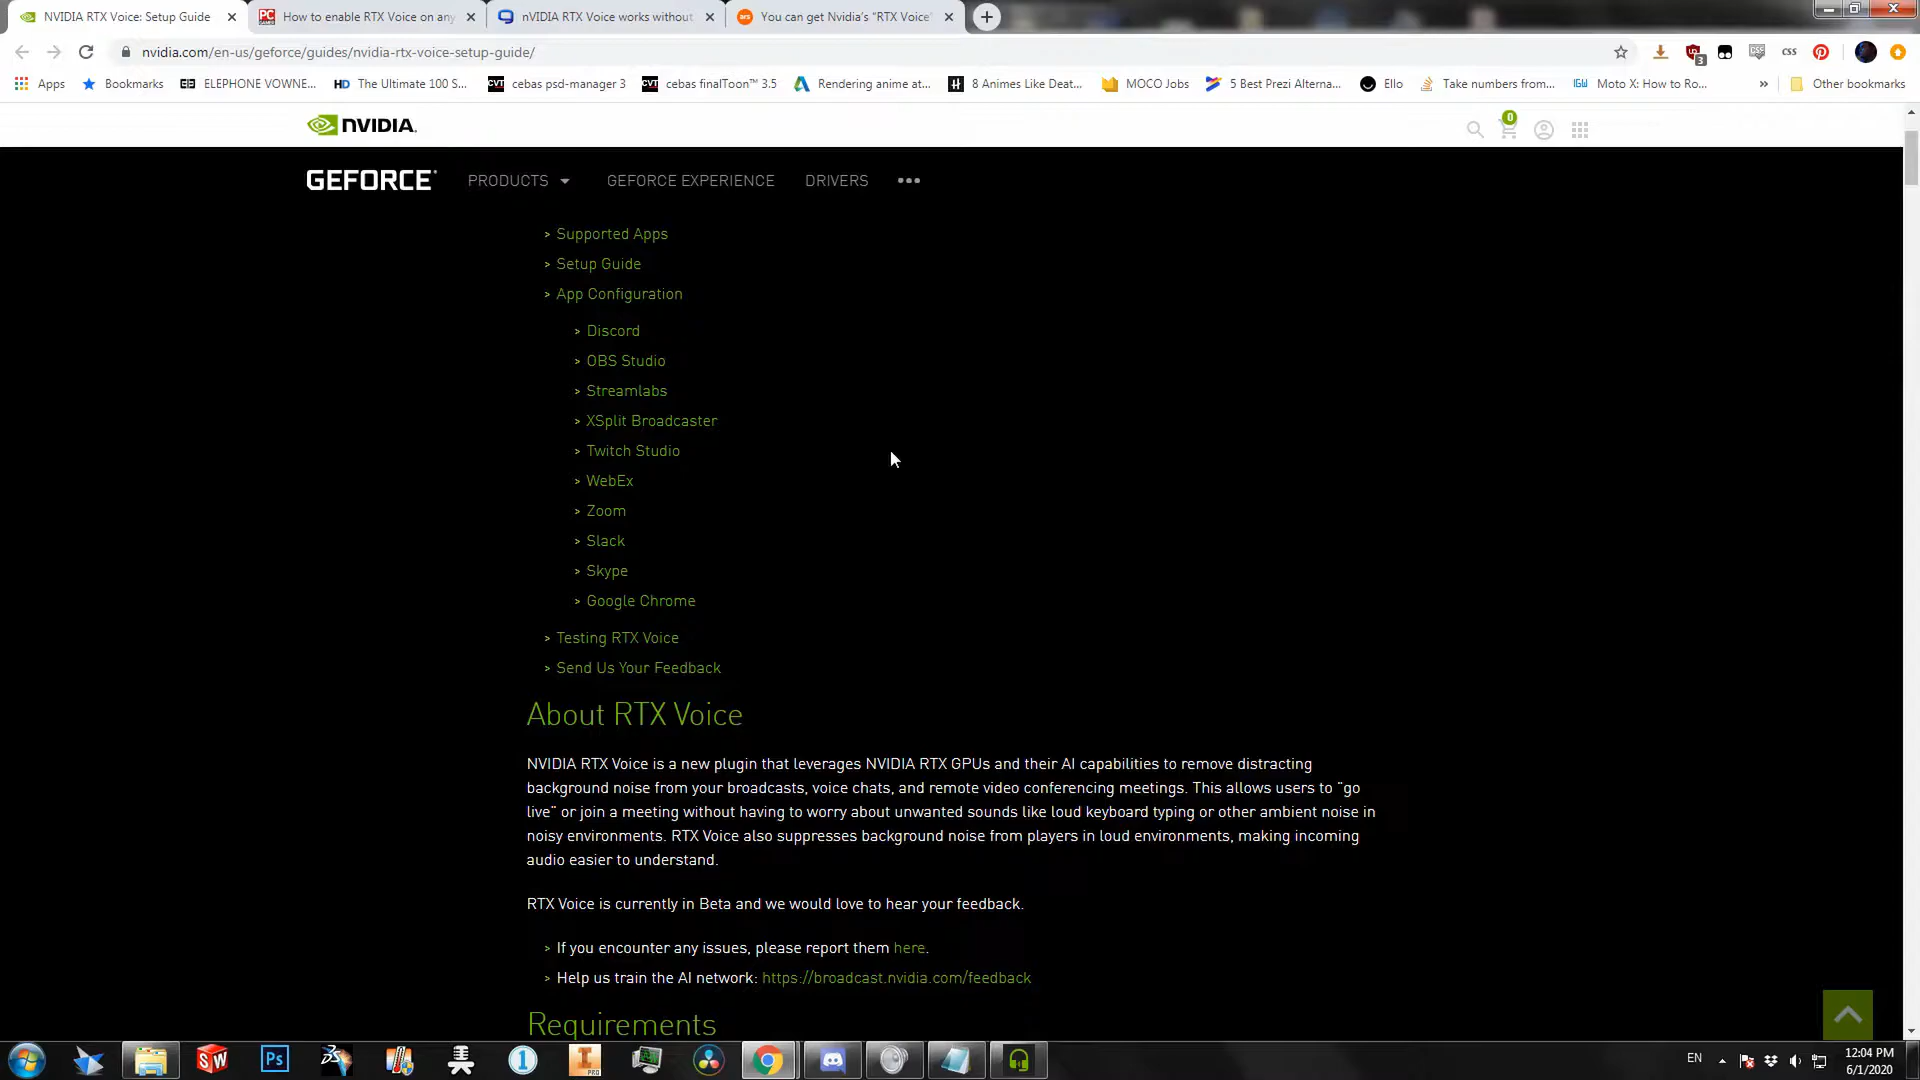 NVIDIA RTX Voice: Setup Guide
How to enable RTX Voice on any
nVIDIA RTX Voice works without
You can get Nvidia's "RTX Voice"
nvidia.com/en-us/geforce/guides/nvidia-rtx-voice-setup-guide/
3
CSS
css
Apps
Bookmarks
ELEPHONE VOWNE...
HD The Ultimate 100 S...
CVT cebas psd-manager 3
CVT cebas finalToon™ 3.5
Rendering anime at...
8 Animes Like Deat...
MOCO Jobs
5 Best Prezi Alterna...
Ello
Take numbers from...
Moto X: How to Ro...
»
Other bookmarks
NVIDIA.
0
GEFORCE
PRODUCTS
GEFORCE EXPERIENCE
DRIVERS
> Supported Apps
> Setup Guide
> App Configuration
> Discord
> OBS Studio
> Streamlabs
> XSplit Broadcaster
> Twitch Studio
> WebEx
> Zoom
> Slack
> Skype
> Google Chrome
> Testing RTX Voice
> Send Us Your Feedback
About RTX Voice
NVIDIA RTX Voice is a new plugin that leverages NVIDIA RTX GPUs and their AI capabilities to remove distracting
background noise from your broadcasts, voice chats, and remote video conferencing meetings. This allows users to "go
live" or join a meeting without having to worry about unwanted sounds like loud keyboard typing or other ambient noise in
noisy environments. RTX Voice also suppresses background noise from players in loud environments, making incoming
audio easier to understand.
RTX Voice is currently in Beta and we would love to hear your feedback.
> If you encounter any issues, please report them here.
> Help us train the AI network: https://broadcast.nvidia.com/feedback
Requirements
SW
Ps
1
I
PRO
EN
12:04 PM
6/1/2020